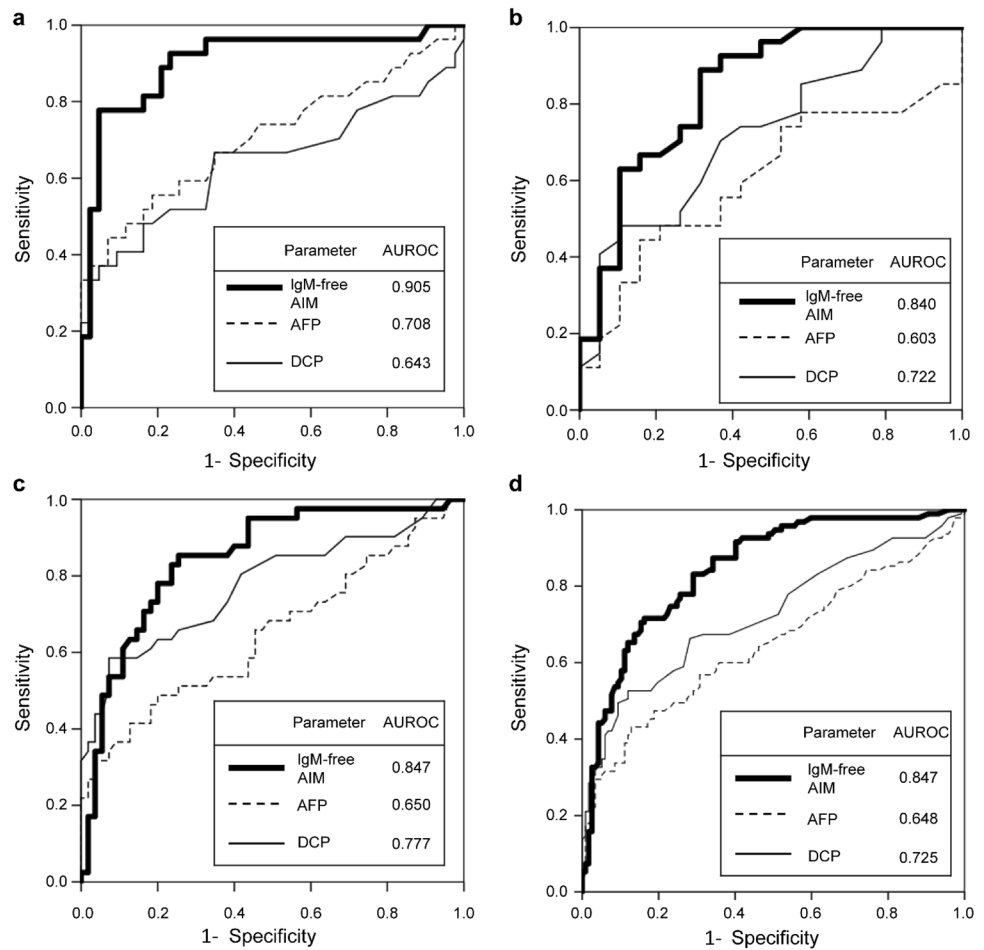 a
1.0
0.8
0.6
0.4
0.2
0.0
Sensitivity
0.0 0.2 0.4 0.6 0.8 1.0
1- Specificity
Parameter AUROC
IgM-free
AIM 0.905
AFP 0.708
DCP 0.643
b
1.0
0.8
0.6
0.4
0.2
0.0
Sensitivity
0.0 0.2 0.4 0.6 0.8 1.0
1- Specificity
Parameter AUROC
IgM-free
AIM 0.840
AFP 0.603
DCP 0.722
c
1.0
0.8
0.6
0.4
0.2
0.0
Sensitivity
0.0 0.2 0.4 0.6 0.8 1.0
1- Specificity
Parameter AUROC
IgM-free
AIM 0.847
AFP 0.650
DCP 0.777
d
1.0
0.8
0.6
0.4
0.2
0.0
Sensitivity
0.0 0.2 0.4 0.6 0.8 1.0
1- Specificity
Parameter AUROC
IgM-free
AIM 0.847
AFP 0.648
DCP 0.725